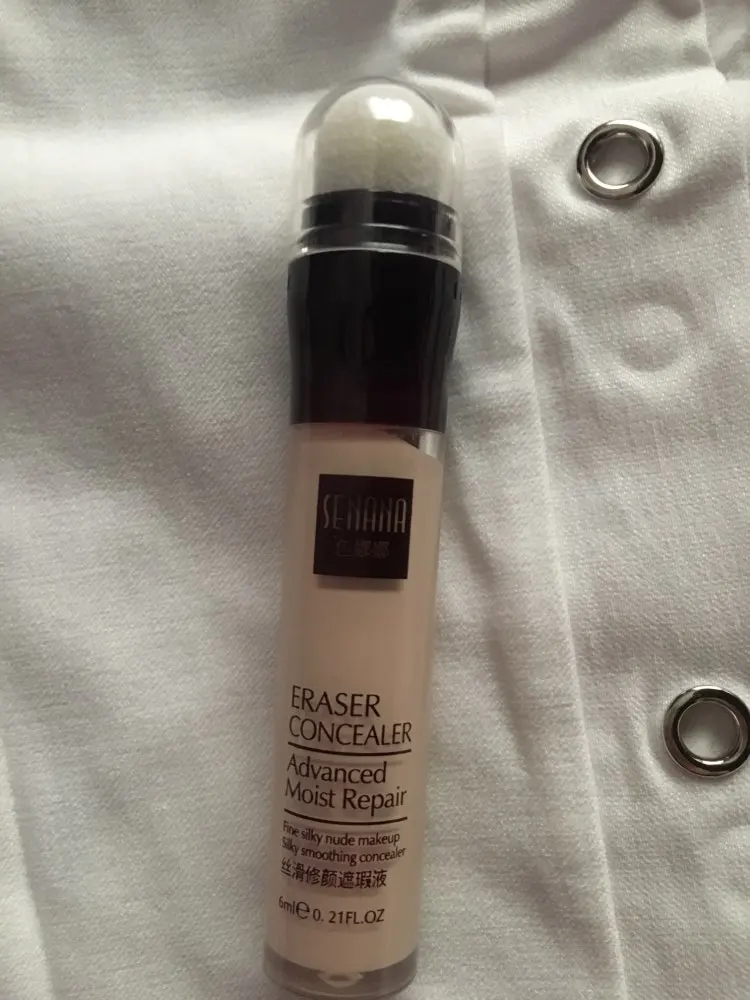 SENANA
色娜娜
ERASER
CONCEALER
Advanced
Moist Repair
Fine silky nude makeup
Silky smoothing concealer
丝滑修颜遮瑕液
6ml℮0. 21FL.OZ